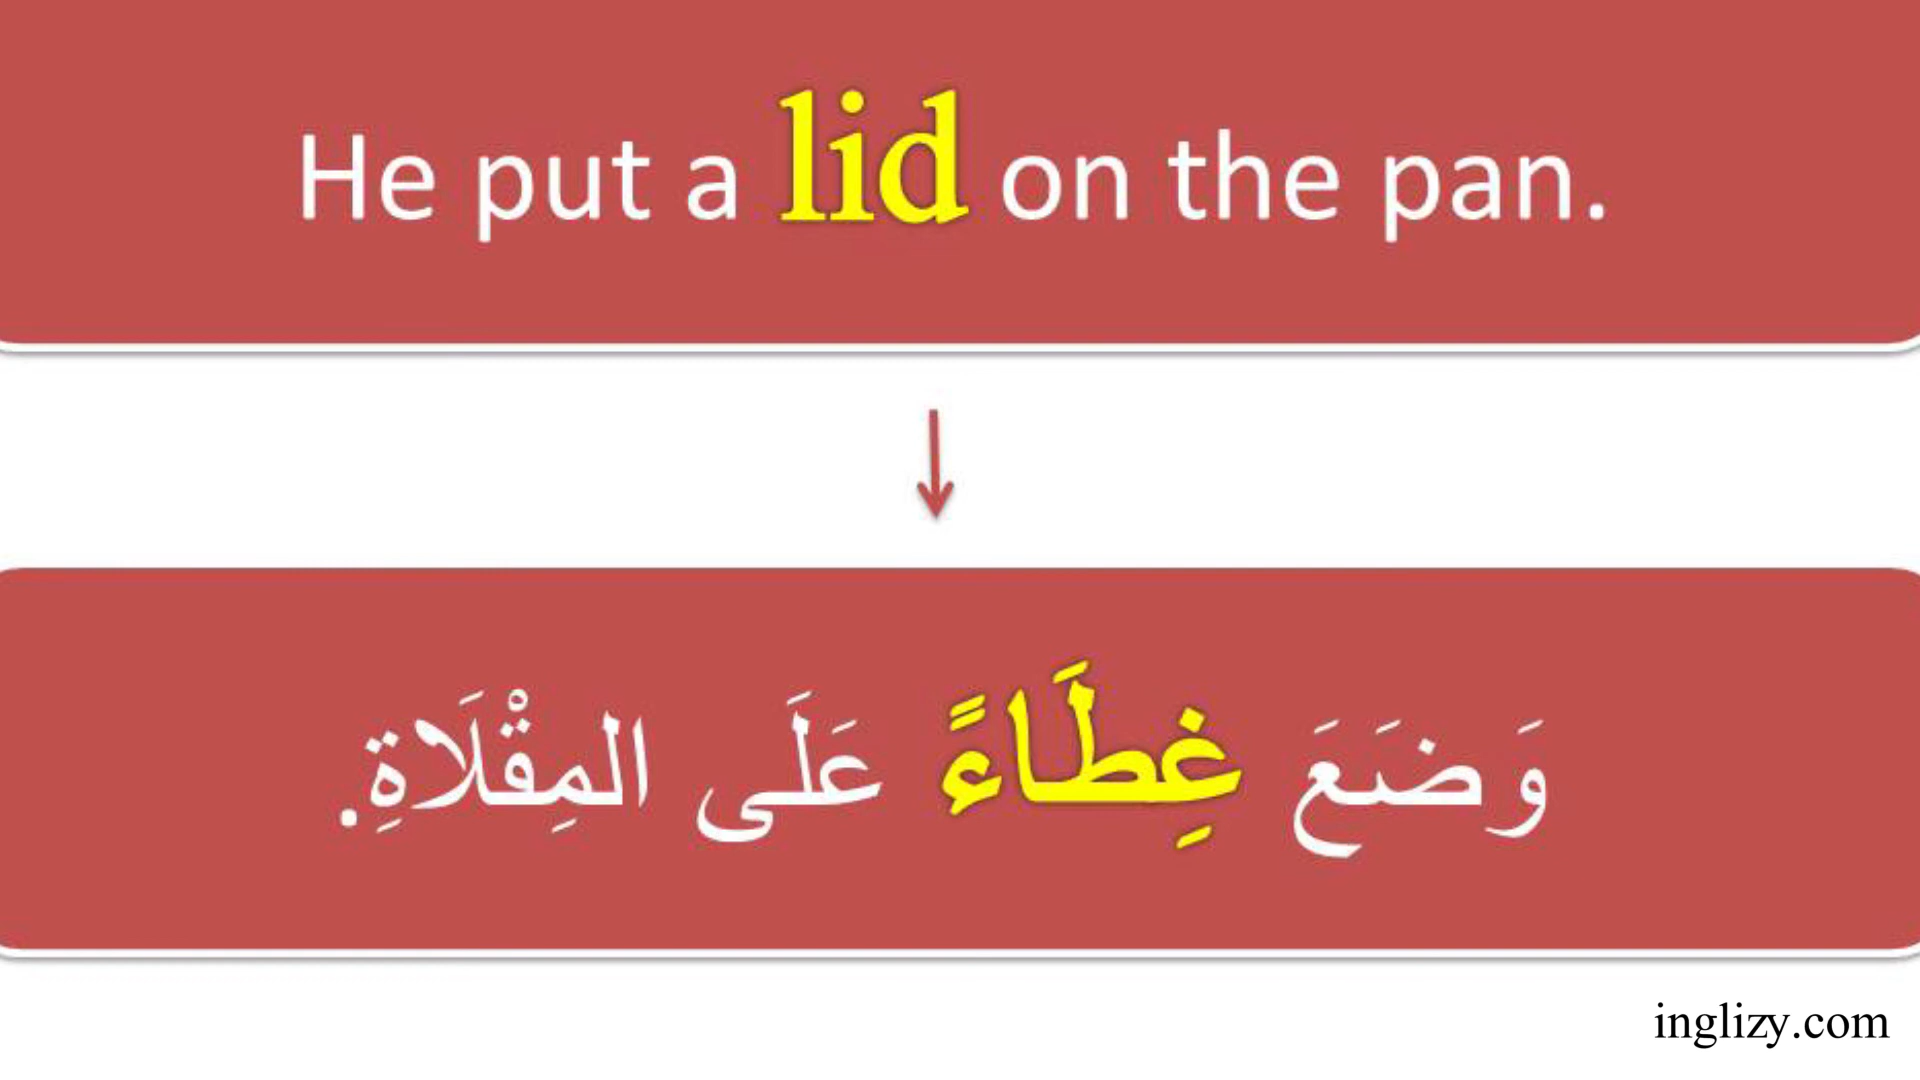 He put a lid on the pan.
وَضَعَ غِطَاءً عَلَى المِقْلَاةِ.
inglizy.com